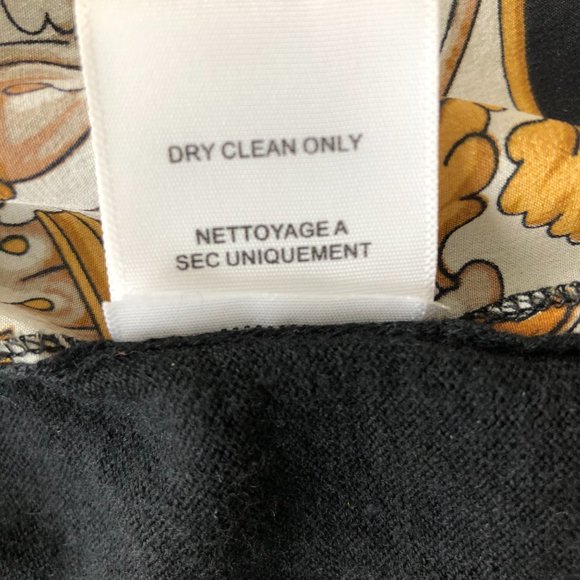 DRY CLEAN ONLY
NETTOYAGE A
SEC UNIQUEMENT